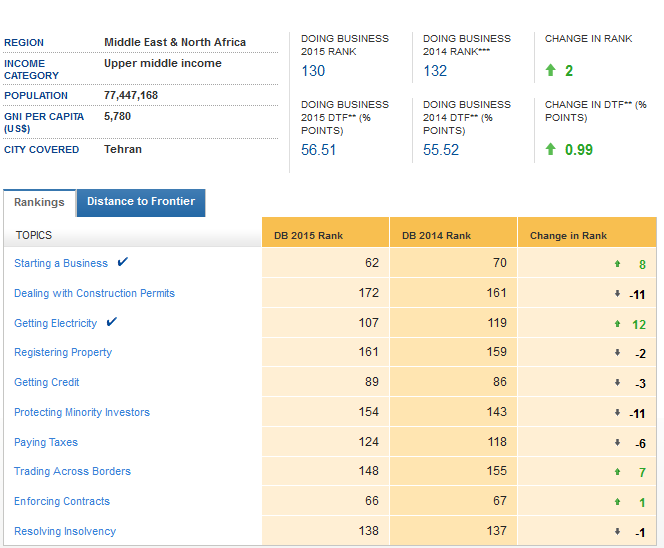 REGION Middle East & North Africa
INCOME CATEGORY Upper middle income
POPULATION 77,447,168
GNI PER CAPITA (US$) 5,780
CITY COVERED Tehran
DOING BUSINESS 2015 RANK
130
DOING BUSINESS 2014 RANK***
132
CHANGE IN RANK
2
DOING BUSINESS 2015 DTF** (% POINTS)
56.51
DOING BUSINESS 2014 DTF** (% POINTS)
55.52
CHANGE IN DTF** (% POINTS)
0.99
Rankings Distance to Frontier
TOPICS DB 2015 Rank DB 2014 Rank Change in Rank
Starting a Business ✔ 62 70 8
Dealing with Construction Permits 172 161 -11
Getting Electricity ✔ 107 119 12
Registering Property 161 159 -2
Getting Credit 89 86 -3
Protecting Minority Investors 154 143 -11
Paying Taxes 124 118 -6
Trading Across Borders 148 155 7
Enforcing Contracts 66 67 1
Resolving Insolvency 138 137 -1